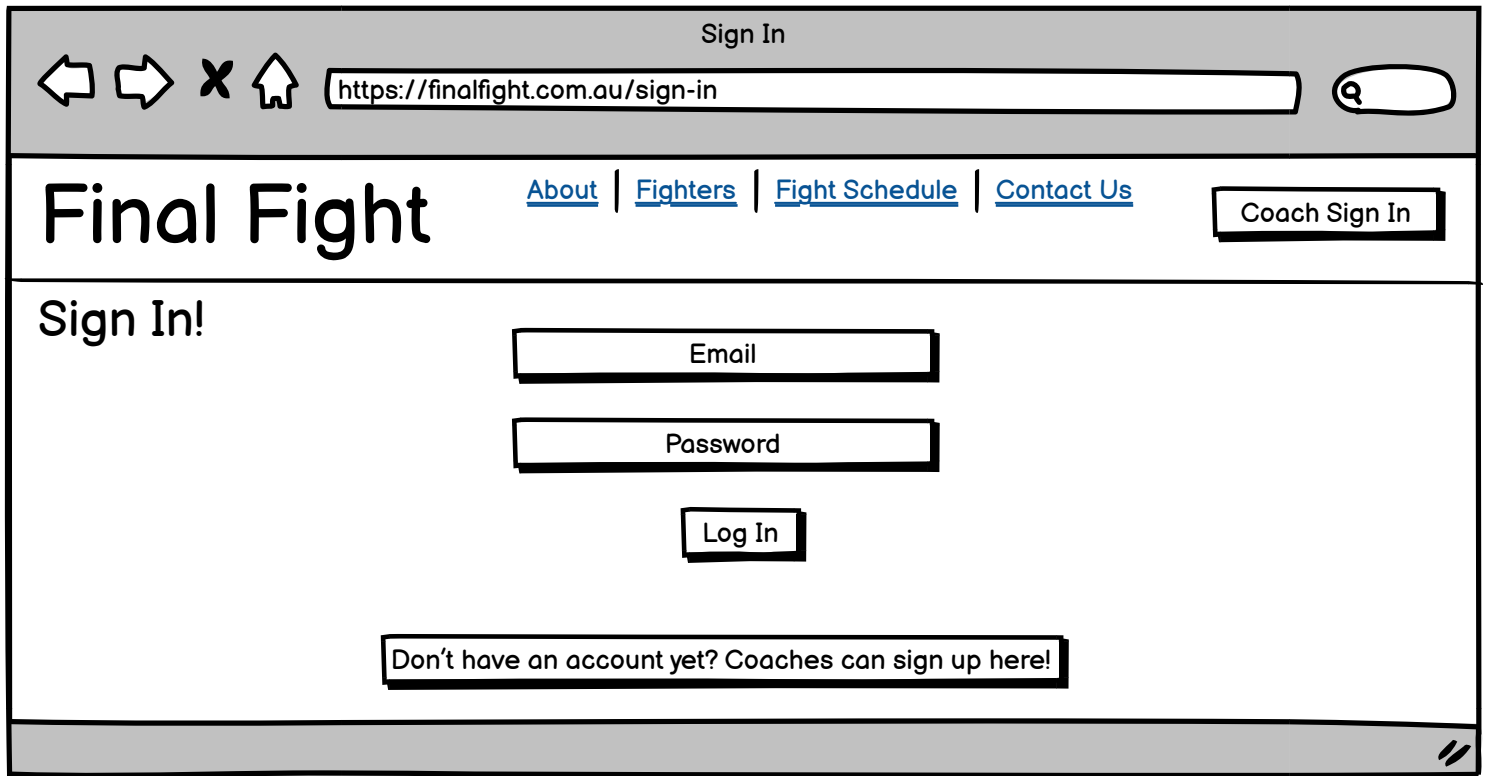 Sign In
https://finalfight.com.au/sign-in
Final Fight
About | Fighters | Fight Schedule | Contact Us
Coach Sign In
Sign In!
Email
Password
Log In
Don't have an account yet? Coaches can sign up here!